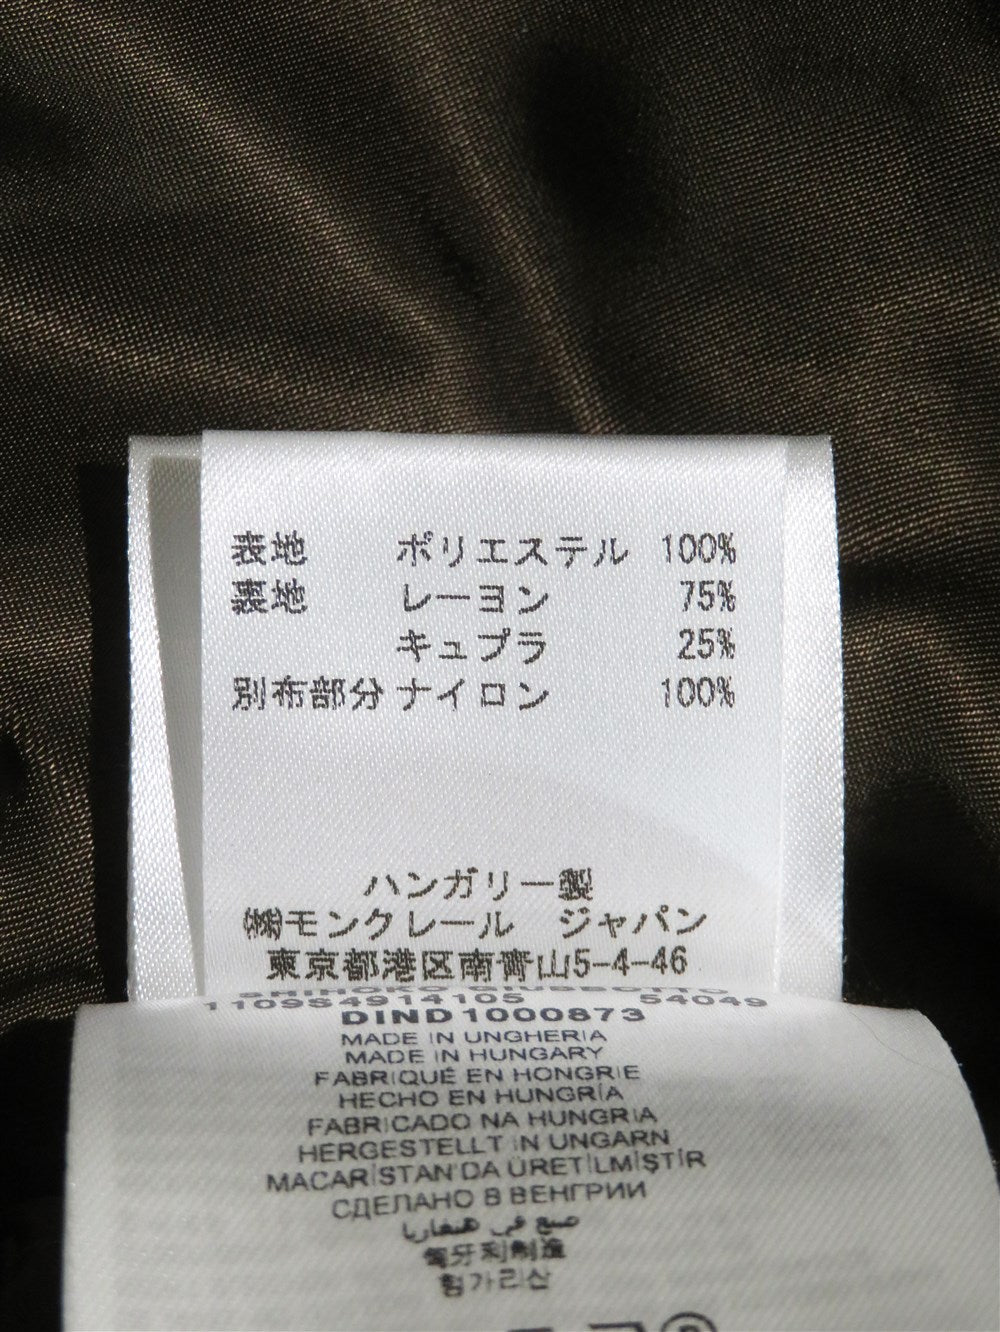 表地 ポリエステル 100%
裏地 レーヨン 75%
キュプラ 25%
別布部分 ナイロン 100%
ハンガリー製
㈱モンクレール ジャパン
東京都港区南青山5-4-46
SHIHOKO GIUBBOTTO
1109S4914105 54049
DIND1000873
MADE IN UNGHERIA
MADE IN HUNGARY
FABRIQUÉ EN HONGRIE
HECHO EN HUNGRÍA
FABRICADO NA HUNGRIA
HERGESTELLT IN UNGARN
MACARİSTAN'DA ÜRETİLMİŞTİR
СДЕЛАНО В ВЕНГРИИ
صنع في هنغاريا
匈牙利制造
헝가리산